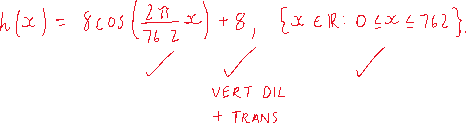 h(x) = 8cos(2π/762 x) + 8, {x ∈ ℝ: 0 ≤ x ≤ 762}.
✓ ✓ ✓
VERT DIL
+ TRANS